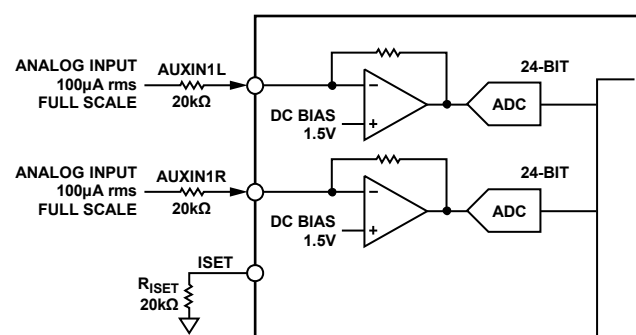 ANALOG INPUT
100µA rms
FULL SCALE
AUXIN1L
20kΩ
DC BIAS
1.5V
24-BIT
ADC
ANALOG INPUT
100µA rms
FULL SCALE
AUXIN1R
20kΩ
DC BIAS
1.5V
24-BIT
ADC
ISET
RISET
20kΩ